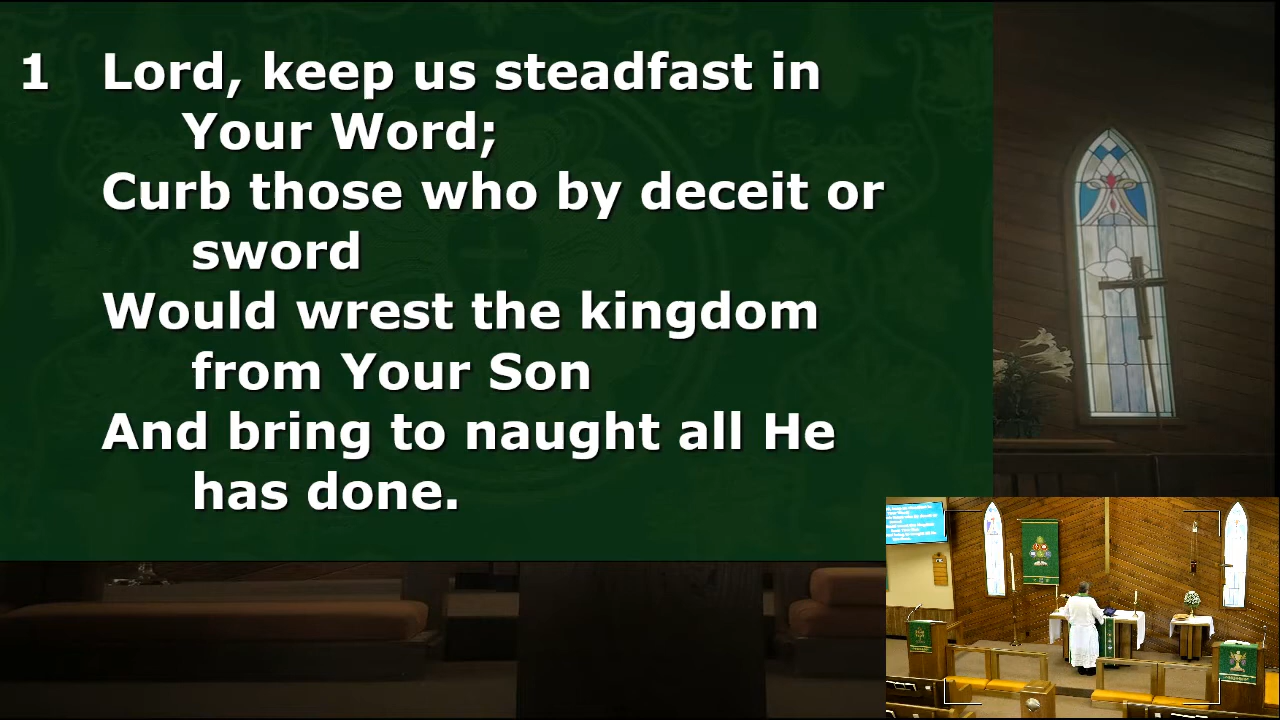 1 Lord, keep us steadfast in
Your Word;
Curb those who by deceit or
sword
Would wrest the kingdom
from Your Son
And bring to naught all He
has done.